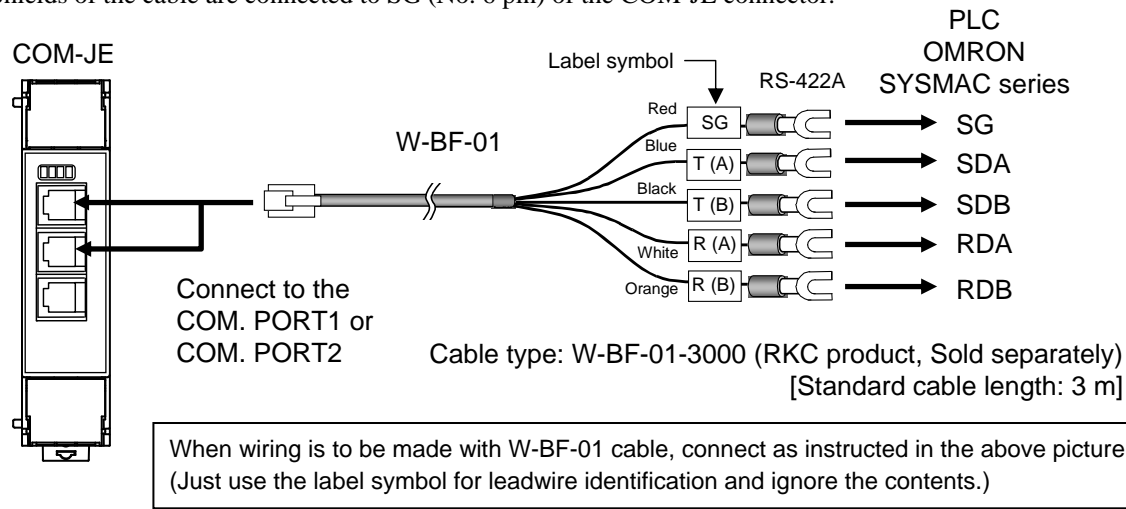 shields of the cable are connected to SG (No. 6 pin) of the COM-JE connector.
PLC
OMRON
SYSMAC series
COM-JE
Label symbol
RS-422A
W-BF-01
Red
SG
SG
Blue
T (A)
SDA
Black
T (B)
SDB
White
R (A)
RDA
Orange
R (B)
RDB
Connect to the
COM. PORT1 or
COM. PORT2
Cable type: W-BF-01-3000 (RKC product, Sold separately)
[Standard cable length: 3 m]
When wiring is to be made with W-BF-01 cable, connect as instructed in the above picture
(Just use the label symbol for leadwire identification and ignore the contents.)